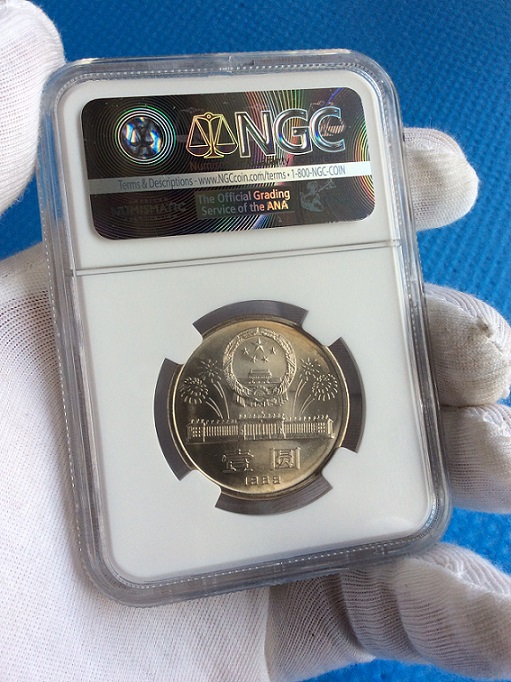 NGC
Terms & Descriptions - www.NGCcoin.com/terms • 1-800-NGC-COIN
The Official Grading
Service of the ANA
NUMISMATIC
壹圆